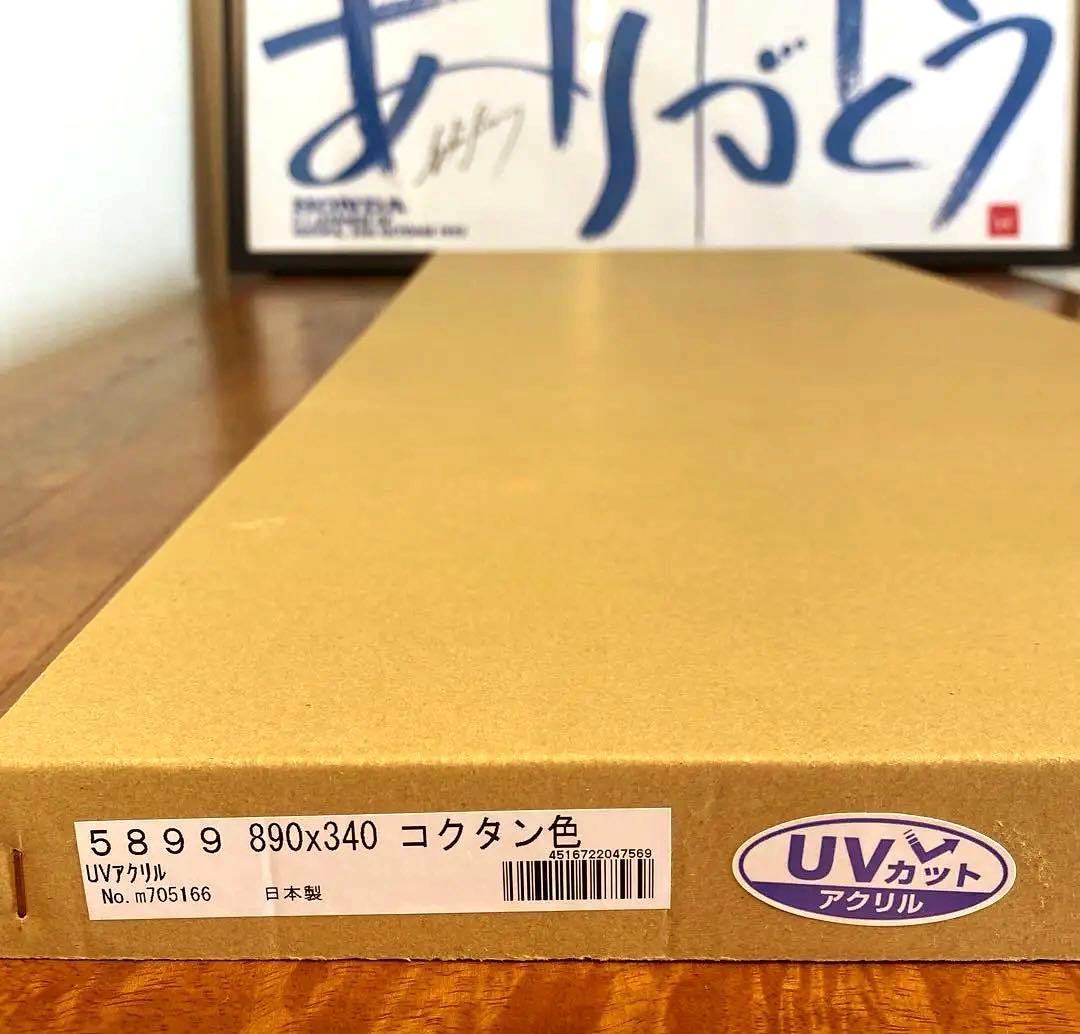 ありがとう
HONDA
５８９９ 890x340 コクタン色
4516722047569
UVアクリル
No.m705166 日本製
UVカット
アクリル